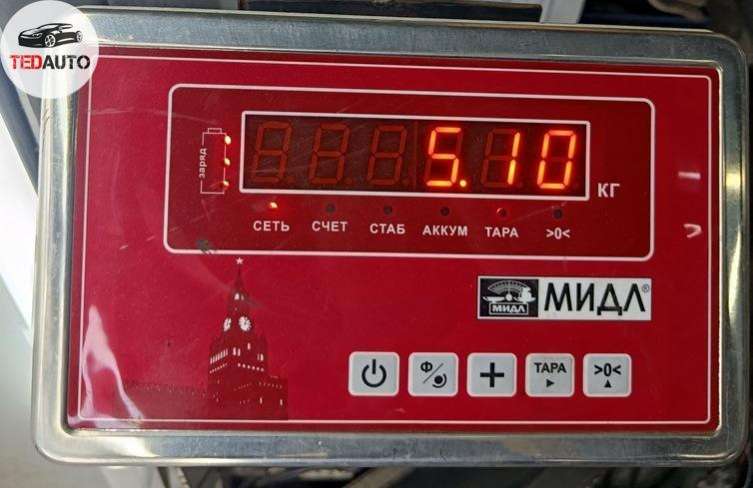 TEDAUTO
заряд
5.10
КГ
СЕТЬ СЧЕТ СТАБ АККУМ ТАРА >0<
МИДЛ МИДЛ®
Ф ТАРА >0<